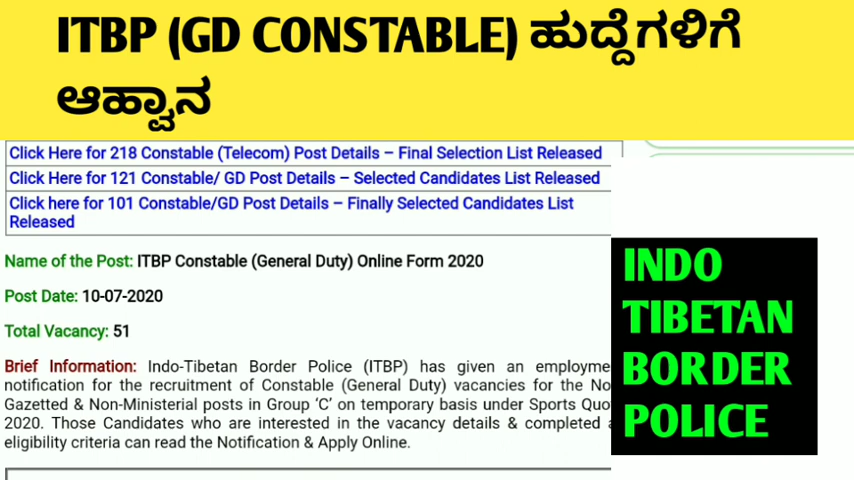 ITBP (GD CONSTABLE) ಹುದ್ದೆಗಳಿಗೆ
ಆಹ್ವಾನ
Click Here for 218 Constable (Telecom) Post Details – Final Selection List Released
Click Here for 121 Constable/ GD Post Details – Selected Candidates List Released
Click here for 101 Constable/GD Post Details – Finally Selected Candidates List
Released
Name of the Post: ITBP Constable (General Duty) Online Form 2020
Post Date: 10-07-2020
Total Vacancy: 51
Brief Information: Indo-Tibetan Border Police (ITBP) has given an employme
notification for the recruitment of Constable (General Duty) vacancies for the No
Gazetted & Non-Ministerial posts in Group ‘C’ on temporary basis under Sports Quo
2020. Those Candidates who are interested in the vacancy details & completed a
eligibility criteria can read the Notification & Apply Online.
INDO
TIBETAN
BORDER
POLICE